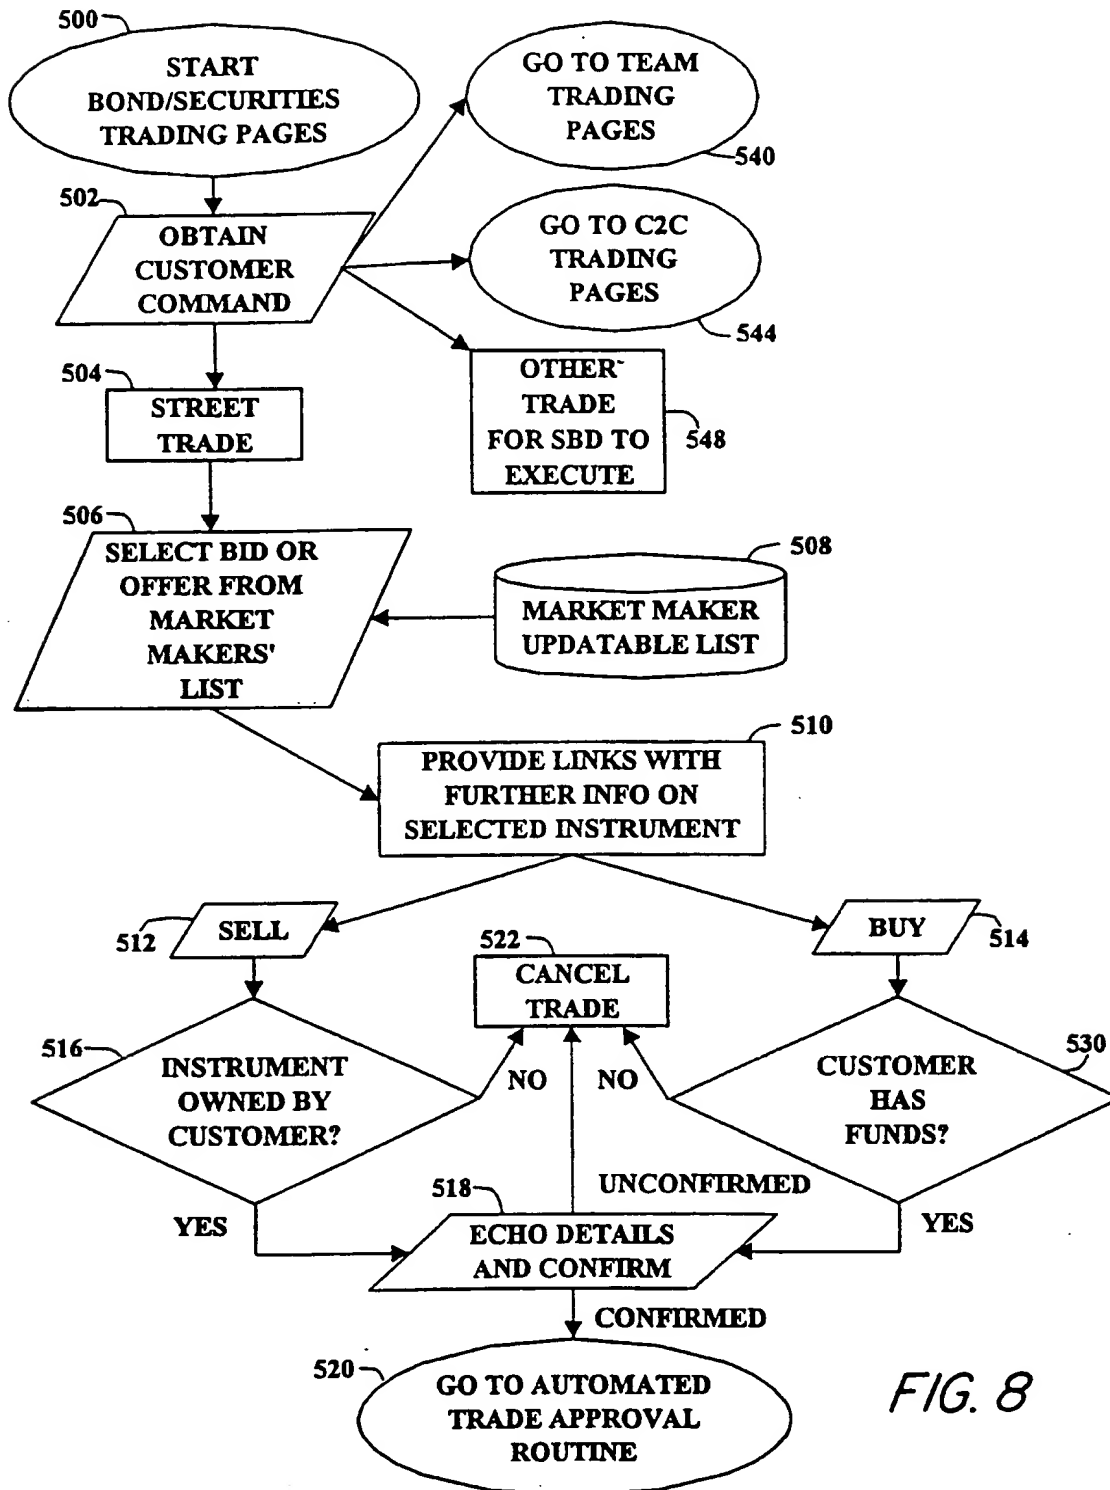 500
START
BOND/SECURITIES
TRADING PAGES
GO TO TEAM
TRADING
PAGES
540
502
OBTAIN
CUSTOMER
COMMAND
GO TO C2C
TRADING
PAGES
544
504
STREET
TRADE
OTHER
TRADE
FOR SBD TO
EXECUTE
548
506
SELECT BID OR
OFFER FROM
MARKET
MAKERS'
LIST
508
MARKET MAKER
UPDATABLE LIST
510
PROVIDE LINKS WITH
FURTHER INFO ON
SELECTED INSTRUMENT
512
SELL
BUY
514
522
CANCEL
TRADE
516
INSTRUMENT
OWNED BY
CUSTOMER?
NO
NO
530
CUSTOMER
HAS
FUNDS?
YES
518
UNCONFIRMED
YES
ECHO DETAILS
AND CONFIRM
CONFIRMED
520
GO TO AUTOMATED
TRADE APPROVAL
ROUTINE
FIG. 8